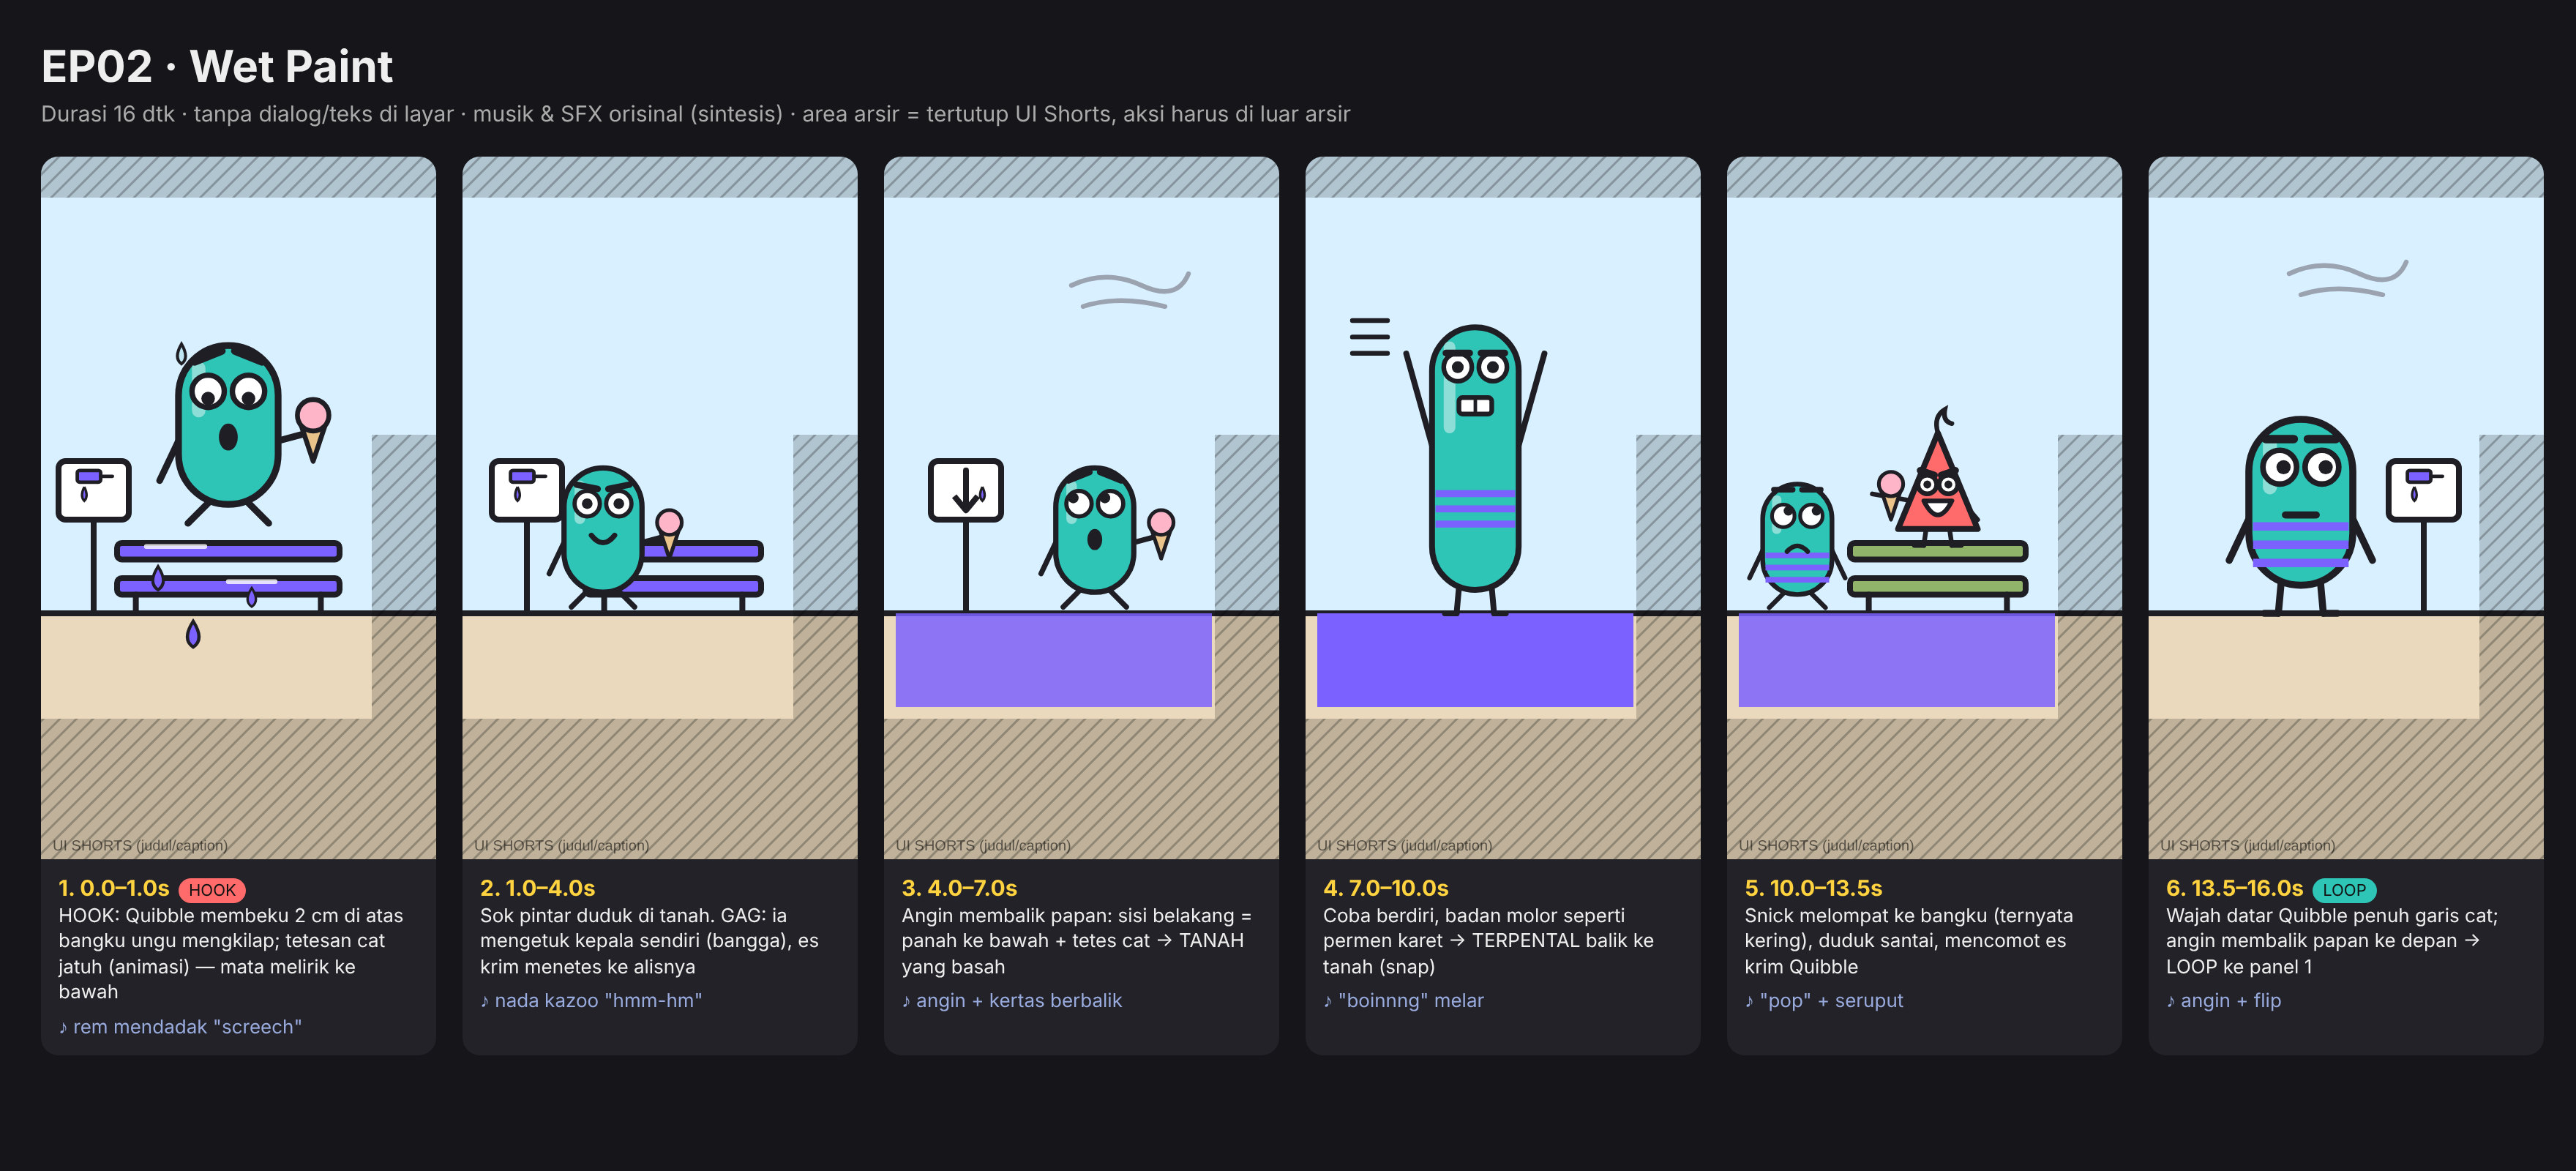 EP02 · Wet Paint
Durasi 16 dtk · tanpa dialog/teks di layar · musik & SFX orisinal (sintesis) · area arsir = tertutup UI Shorts, aksi harus di luar arsir
UI SHORTS (judul/caption)
1. 0.0–1.0s HOOK
HOOK: Quibble membeku 2 cm di atas
bangku ungu mengkilap; tetesan cat
jatuh (animasi) — mata melirik ke
bawah
♪ rem mendadak "screech"
UI SHORTS (judul/caption)
2. 1.0–4.0s
Sok pintar duduk di tanah. GAG: ia
mengetuk kepala sendiri (bangga), es
krim menetes ke alisnya
♪ nada kazoo "hmm-hm"
UI SHORTS (judul/caption)
3. 4.0–7.0s
Angin membalik papan: sisi belakang =
panah ke bawah + tetes cat → TANAH
yang basah
♪ angin + kertas berbalik
UI SHORTS (judul/caption)
4. 7.0–10.0s
Coba berdiri, badan molor seperti
permen karet → TERPENTAL balik ke
tanah (snap)
♪ "boinnng" melar
UI SHORTS (judul/caption)
5. 10.0–13.5s
Snick melompat ke bangku (ternyata
kering), duduk santai, mencomot es
krim Quibble
♪ "pop" + seruput
UI SHORTS (judul/caption)
6. 13.5–16.0s LOOP
Wajah datar Quibble penuh garis cat;
angin membalik papan ke depan →
LOOP ke panel 1
♪ angin + flip